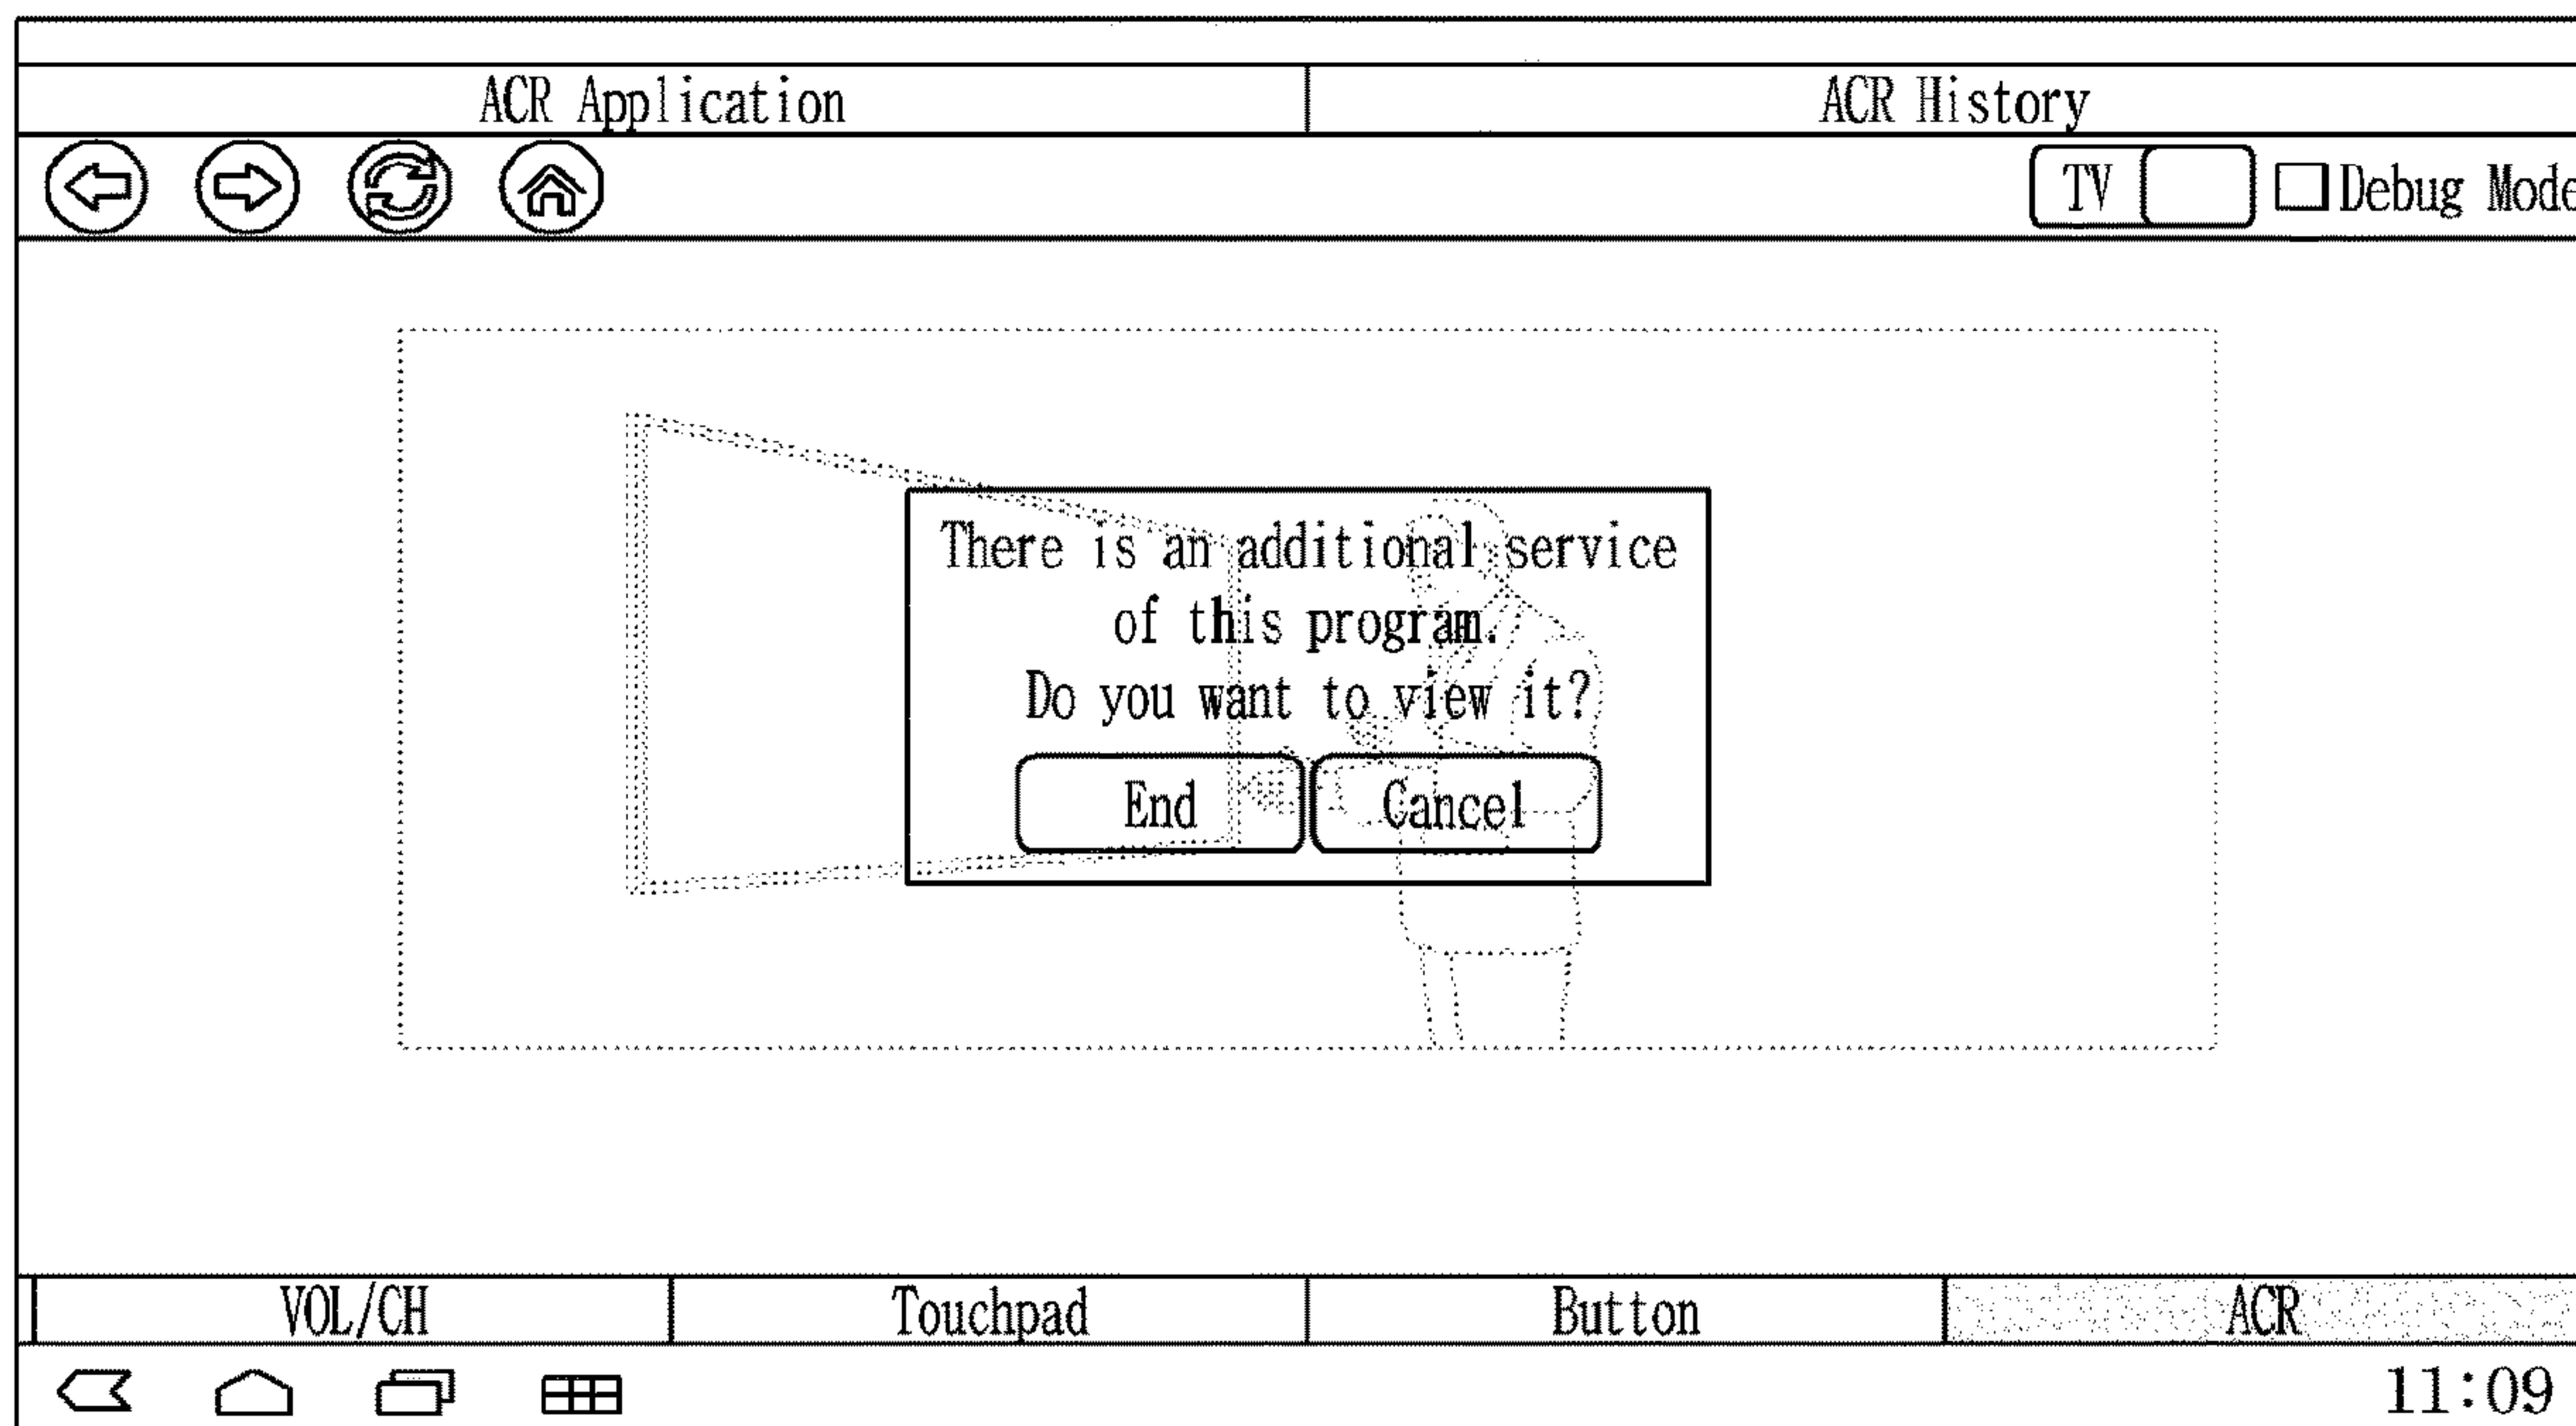 ACR Application
ACR History
TV
Debug Mode
There is an additional service
of this program.
Do you want to view it?
End
Cancel
VOL/CH
Touchpad
Button
ACR
11:09